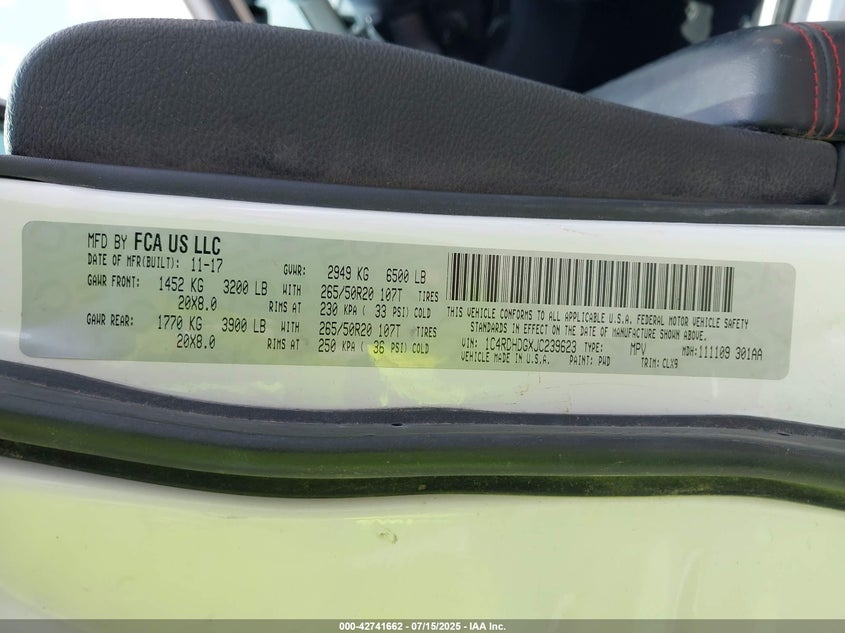 MFD BY FCA US LLC
DATE OF MFR(BUILT): 11-17 GVWR: 2949 KG 6500 LB
GAWR FRONT: 1452 KG 3200 LB WITH 265/50R20 107T TIRES
20X8.0 RIMS AT 230 KPA ( 33 PSI) COLD
GAWR REAR: 1770 KG 3900 LB WITH 265/50R20 107T TIRES
20X8.0 RIMS AT 250 KPA ( 36 PSI) COLD
THIS VEHICLE CONFORMS TO ALL APPLICABLE U.S.A. FEDERAL MOTOR VEHICLE SAFETY
STANDARDS IN EFFECT ON THE DATE OF MANUFACTURE SHOWN ABOVE.
VIN: 1C4RDHDGXJC239623 TYPE: MPV MDH:111109 301AA
VEHICLE MADE IN U.S.A. PAINT: PWD TRIM: CLX9
000-42741662 - 07/15/2025 - IAA Inc.